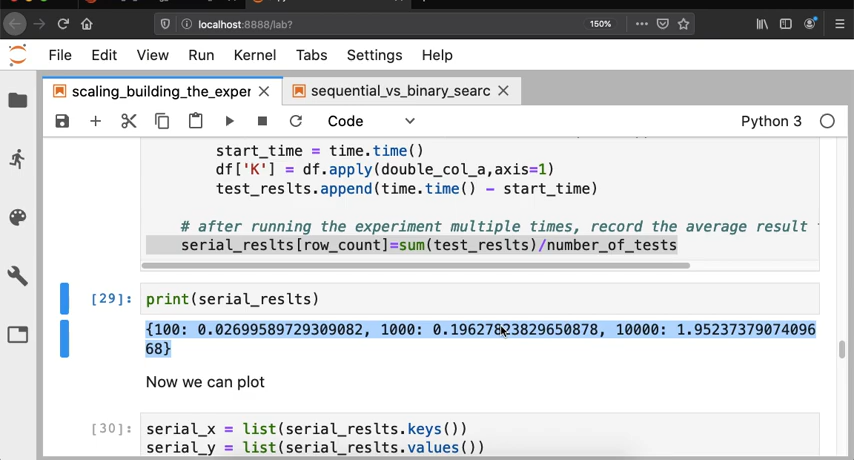 localhost:8888/lab?
150%
File Edit View Run Kernel Tabs Settings Help
scaling_building_the_exper
sequential_vs_binary_searc
Code
Python 3
start_time = time.time()
df['K'] = df.apply(double_col_a,axis=1)
test_reslts.append(time.time() - start_time)
# after running the experiment multiple times, record the average result
serial_reslts[row_count]=sum(test_reslts)/number_of_tests
[29]: print(serial_reslts)
{100: 0.02699589729309082, 1000: 0.19627823829650878, 10000: 1.95237379074096
68}
Now we can plot
[30]: serial_x = list(serial_reslts.keys())
serial_y = list(serial_reslts.values())